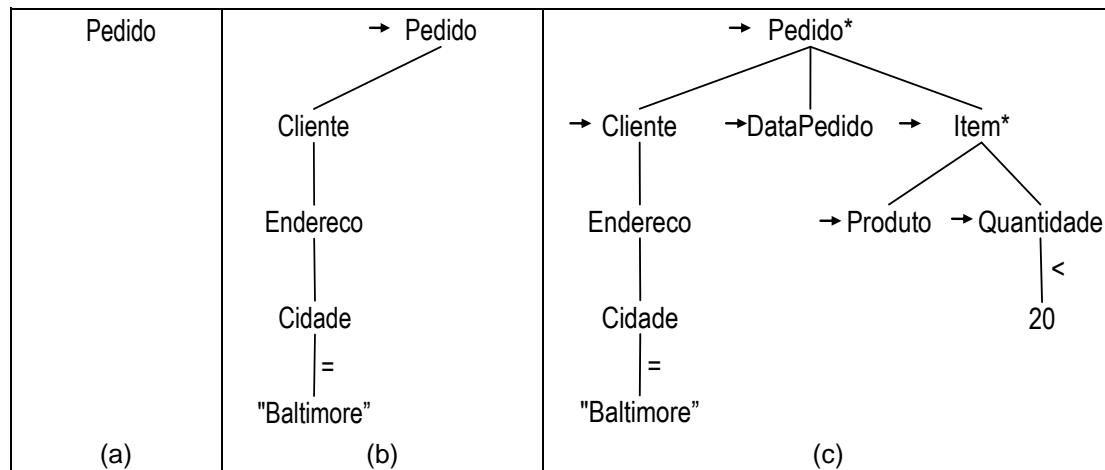 Pedido
→ Pedido
Cliente
Endereco
Cidade
=
"Baltimore”
→ Pedido*
→ Cliente →DataPedido → Item*
Endereco →Produto →Quantidade
<
Cidade 20
=
"Baltimore”
(a) (b) (c)